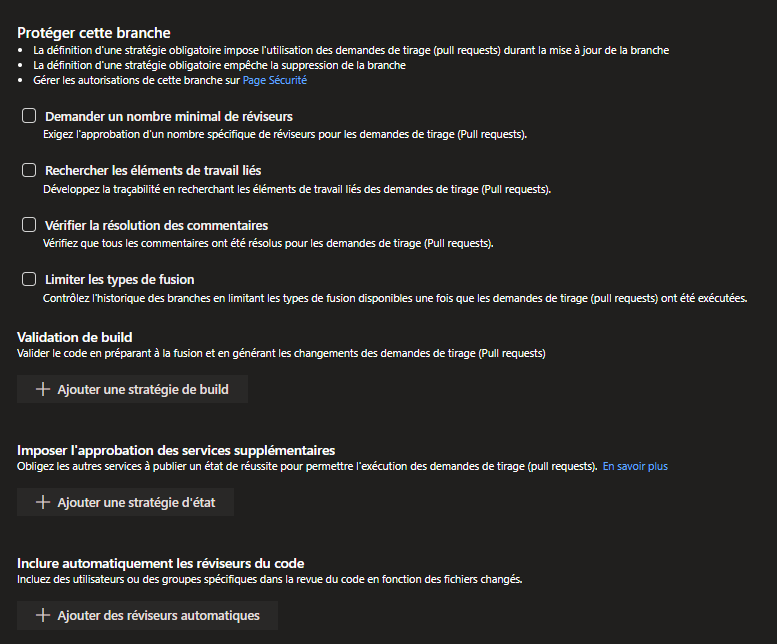 Protéger cette branche
• La définition d'une stratégie obligatoire impose l'utilisation des demandes de tirage (pull requests) durant la mise à jour de la branche
• La définition d'une stratégie obligatoire empêche la suppression de la branche
• Gérer les autorisations de cette branche sur Page Sécurité
Demander un nombre minimal de réviseurs
Exigez l'approbation d'un nombre spécifique de réviseurs pour les demandes de tirage (Pull requests).
Rechercher les éléments de travail liés
Développez la traçabilité en recherchant les éléments de travail liés des demandes de tirage (Pull requests).
Vérifier la résolution des commentaires
Vérifiez que tous les commentaires ont été résolus pour les demandes de tirage (Pull requests).
Limiter les types de fusion
Contrôlez l'historique des branches en limitant les types de fusion disponibles une fois que les demandes de tirage (pull requests) ont été exécutées.
Validation de build
Valider le code en préparant à la fusion et en générant les changements des demandes de tirage (Pull requests)
+ Ajouter une stratégie de build
Imposer l'approbation des services supplémentaires
Obligez les autres services à publier un état de réussite pour permettre l'exécution des demandes de tirage (pull requests). En savoir plus
+ Ajouter une stratégie d'état
Inclure automatiquement les réviseurs du code
Incluez des utilisateurs ou des groupes spécifiques dans la revue du code en fonction des fichiers changés.
+ Ajouter des réviseurs automatiques